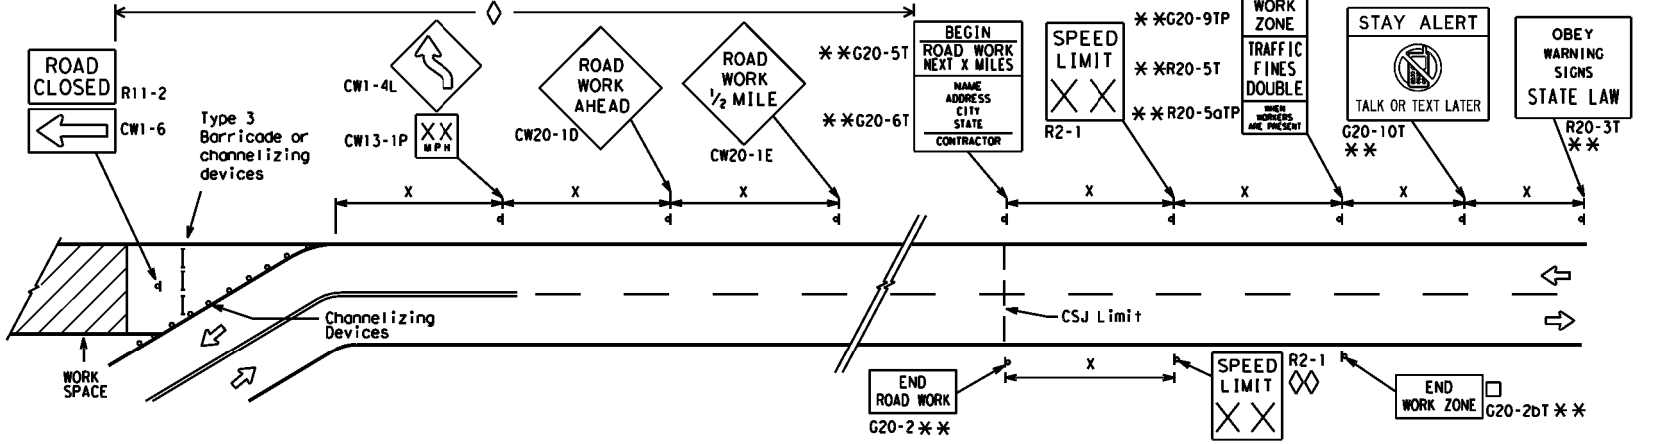 ROAD
CLOSED
R11-2
CW1-6
Type 3
Barricade or
channelizing
devices
CW1-4L
XX
MPH
CW13-1P
ROAD
WORK
AHEAD
CW20-1D
ROAD
WORK
1/2 MILE
CW20-1E
**G20-5T
**G20-6T
BEGIN
ROAD WORK
NEXT X MILES
NAME
ADDRESS
CITY
STATE
CONTRACTOR
SPEED
LIMIT
XX
R2-1
**G20-9TP
**R20-5T
**R20-5aTP
WORK
ZONE
TRAFFIC
FINES
DOUBLE
WHEN
WORKERS
ARE PRESENT
STAY ALERT
TALK OR TEXT LATER
G20-10T
**
OBEY
WARNING
SIGNS
STATE LAW
R20-3T
**
X
X
X
X
X
X
X
Channelizing
Devices
CSJ Limit
WORK
SPACE
X
END
ROAD WORK
G20-2**
SPEED
LIMIT
XX
R2-1
END
WORK ZONE
G20-2bT**